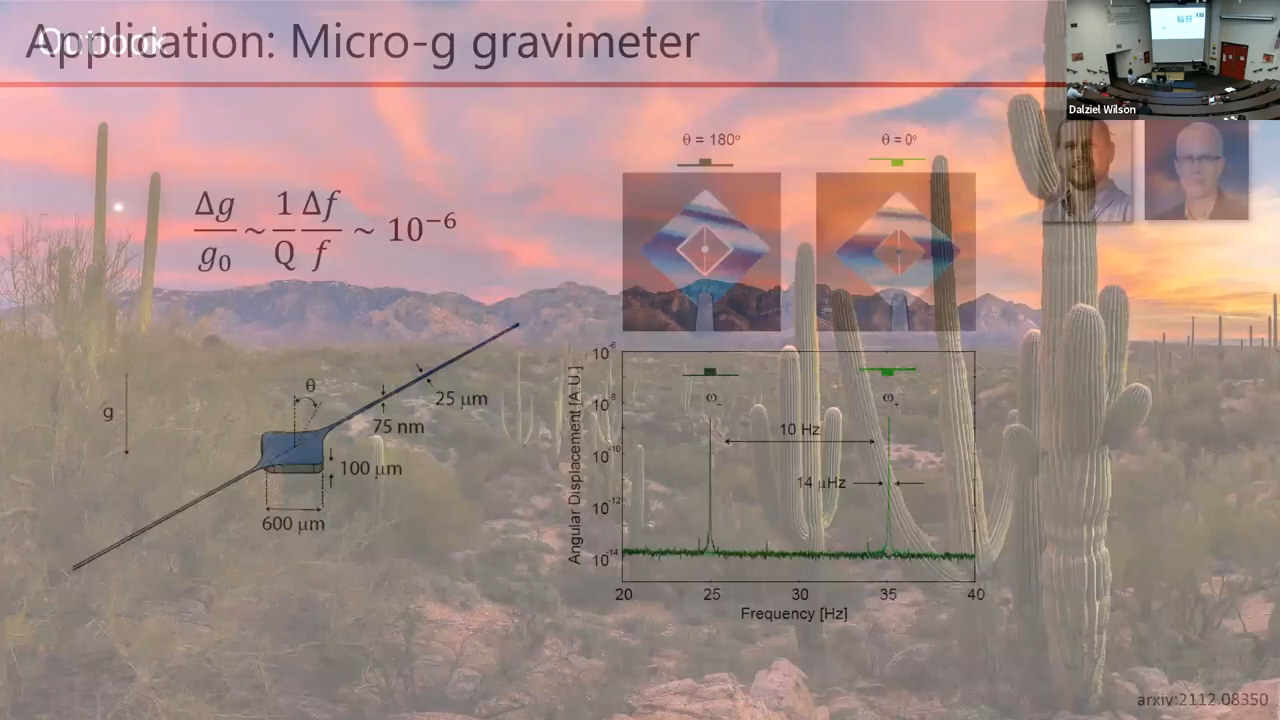 Application: Micro-g gravimeter
Outlook
Dalziel Wilson
θ = 180°
θ = 0°
Δg/g₀ ~ 1/Q Δf/f ~ 10⁻⁶
g
θ
25 μm
75 nm
100 μm
600 μm
Angular Displacement [A.U.]
10⁻⁶
10⁻⁸
10⁻¹⁰
10⁻¹²
10⁻¹⁴
ω₋
ω₊
10 Hz
14 μHz
20 25 30 35 40
Frequency [Hz]
arxiv:2112.08350